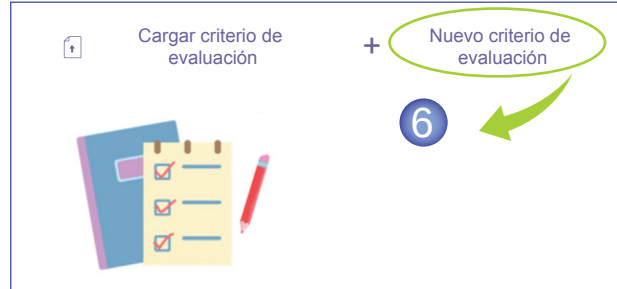 Cargar criterio de
evaluación
+ Nuevo criterio de
evaluación
6